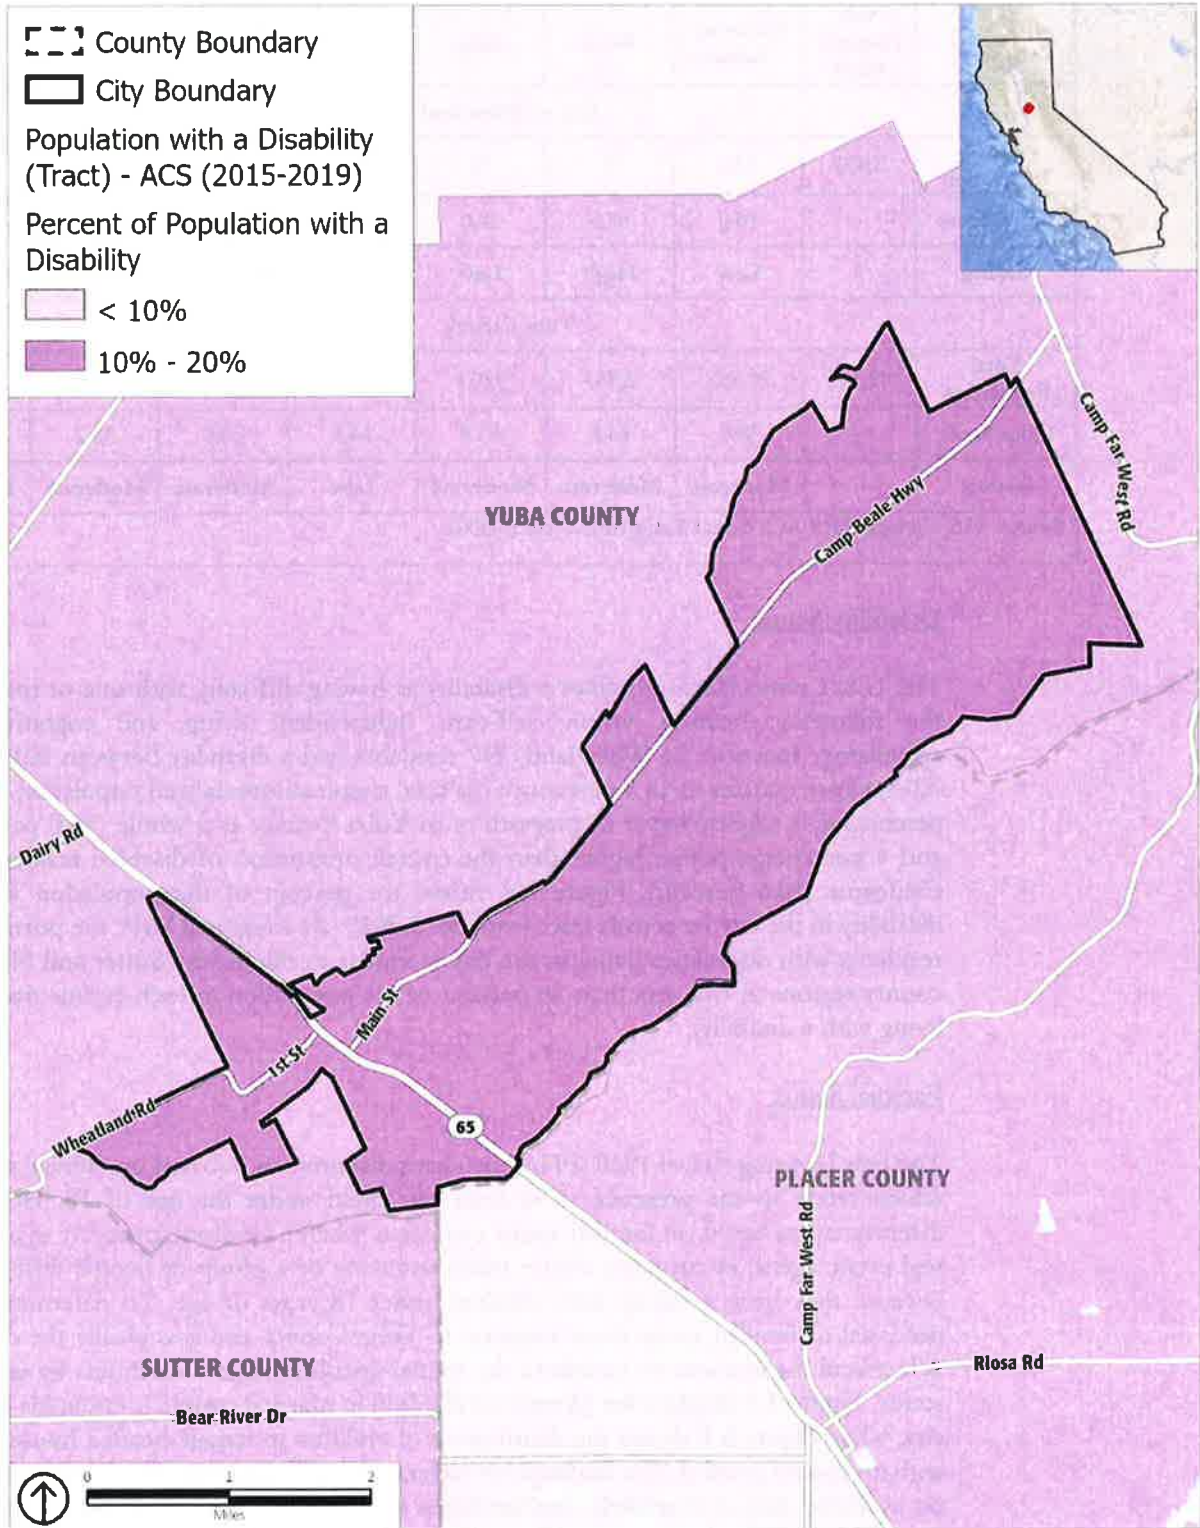 County Boundary
City Boundary
Population with a Disability
(Tract) - ACS (2015-2019)
Percent of Population with a
Disability
< 10%
10% - 20%
YUBA COUNTY
Camp Beale Hwy
Camp Far West Rd
Dairy Rd
Main St
1st St
Wheatland Rd
65
PLACER COUNTY
Camp Far West Rd
SUTTER COUNTY
Riosa Rd
Bear River Dr
0 1 2
Miles